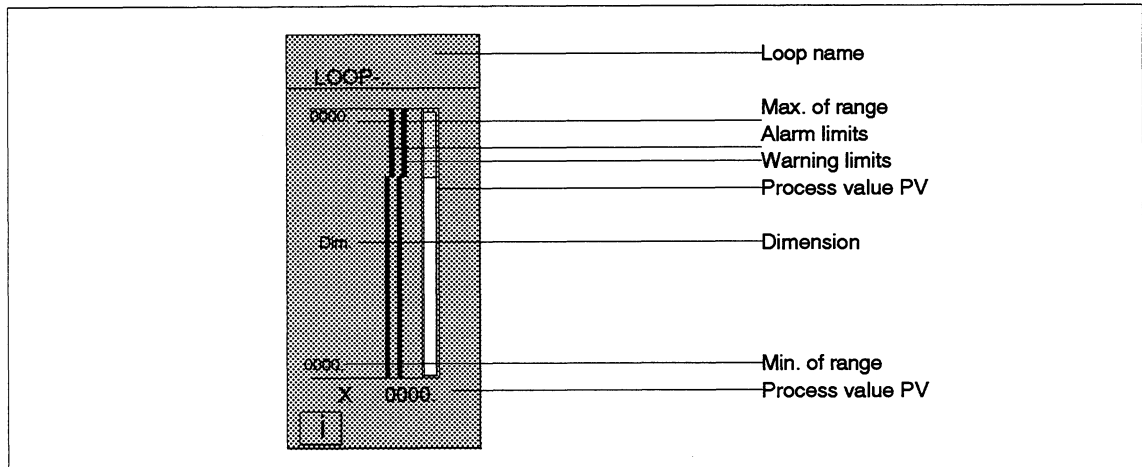 Loop name
LOOP-..
Max. of range
0000.
Alarm limits
Warning limits
Process value PV
Dim.
Dimension
0000.
Min. of range
X 0000.
Process value PV
I